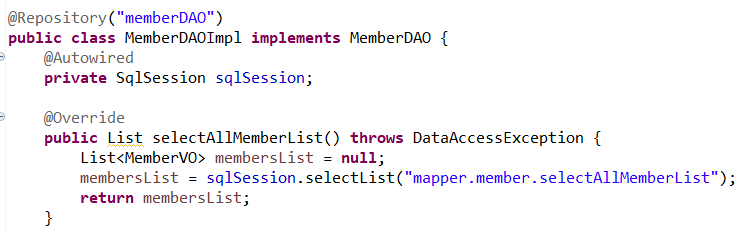 @Repository("memberDAO")
public class MemberDAOImpl implements MemberDAO {
@Autowired
private SqlSession sqlSession;
@Override
public List selectAllMemberList() throws DataAccessException {
List<MemberVO> membersList = null;
membersList = sqlSession.selectList("mapper.member.selectAllMemberList");
return membersList;
}